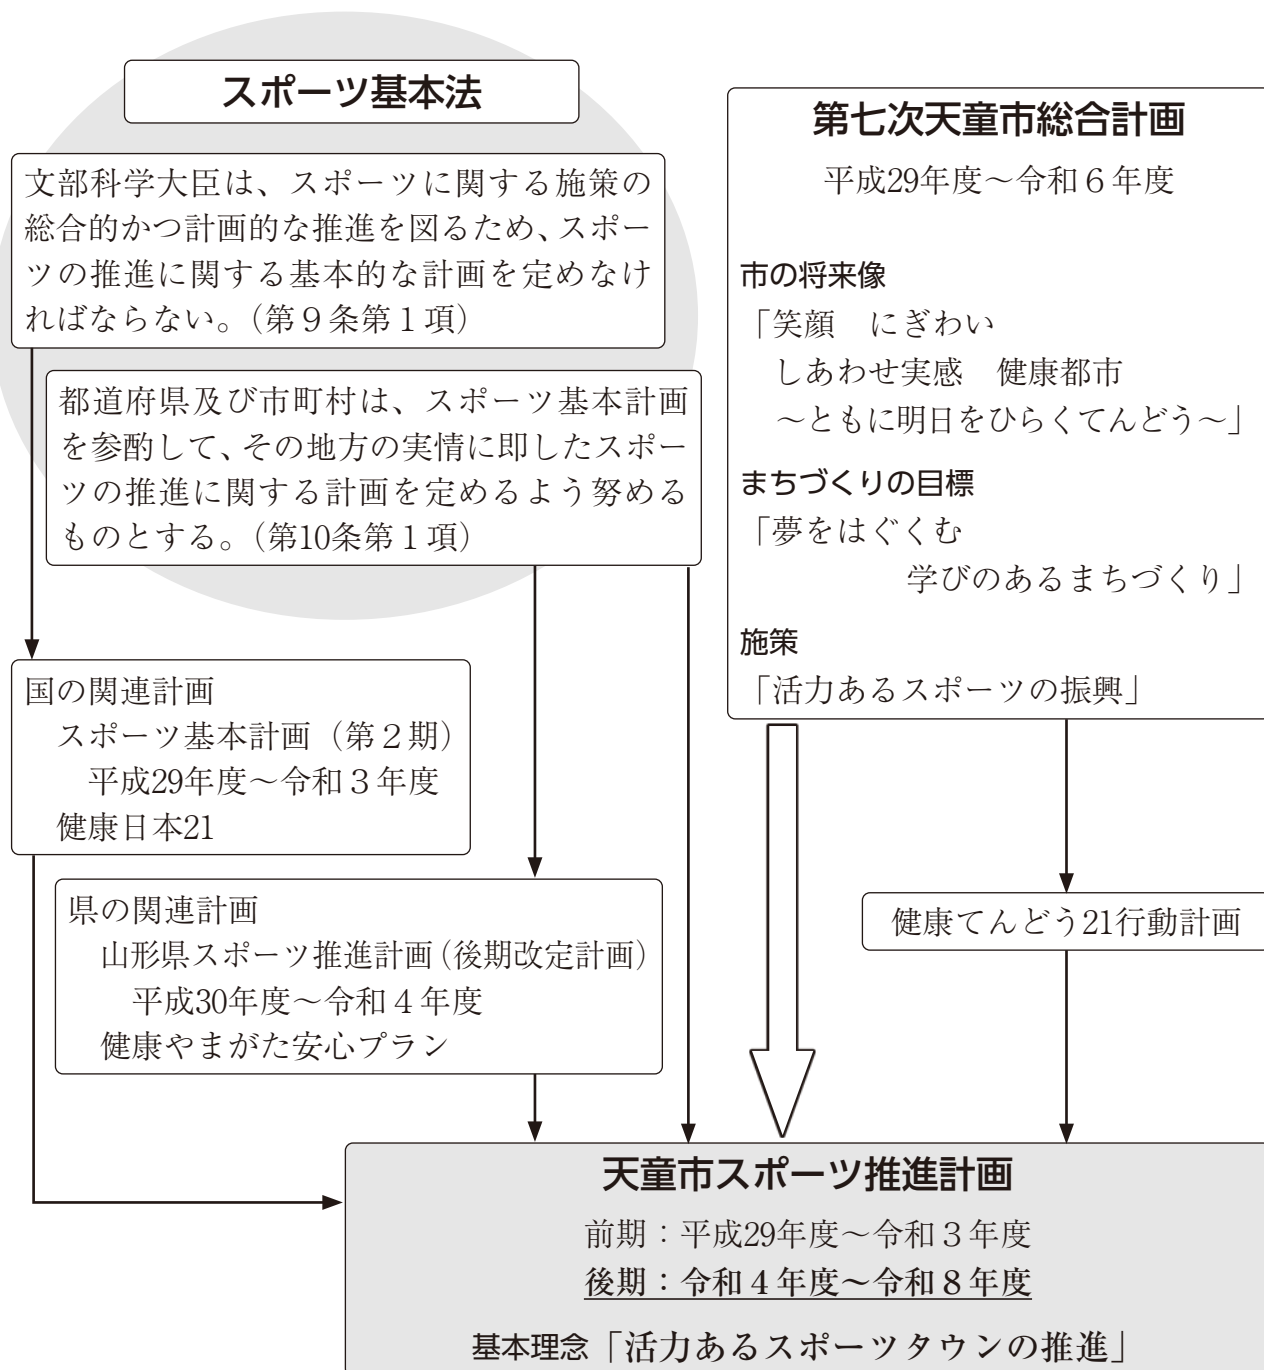 スポーツ基本法
文部科学大臣は、スポーツに関する施策の
総合的かつ計画的な推進を図るため、スポー
ツの推進に関する基本的な計画を定めなけ
ればならない。（第９条第１項）
都道府県及び市町村は、スポーツ基本計画
を参酌して、その地方の実情に即したスポー
ツの推進に関する計画を定めるよう努める
ものとする。（第10条第１項）
国の関連計画
スポーツ基本計画（第２期）
平成29年度～令和３年度
健康日本21
県の関連計画
山形県スポーツ推進計画（後期改定計画）
平成30年度～令和４年度
健康やまがた安心プラン
第七次天童市総合計画
平成29年度～令和６年度
市の将来像
「笑顔　にぎわい
しあわせ実感　健康都市
～ともに明日をひらくてんどう～」
まちづくりの目標
「夢をはぐくむ
学びのあるまちづくり」
施策
「活力あるスポーツの振興」
健康てんどう21行動計画
天童市スポーツ推進計画
前期：平成29年度～令和３年度
後期：令和４年度～令和８年度
基本理念「活力あるスポーツタウンの推進」